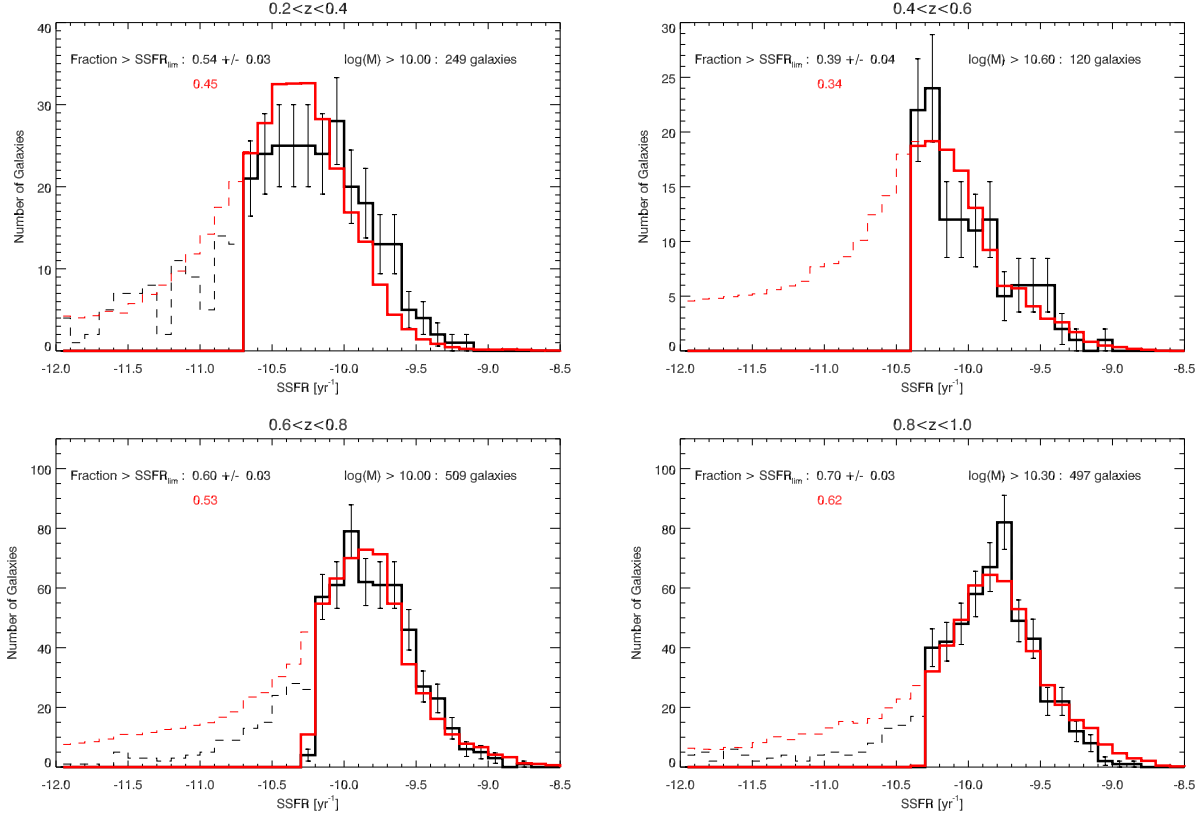 0.2<z<0.4
Fraction > SSFRlim : 0.54 +/- 0.03
log(M) > 10.00 : 249 galaxies
0.45
Number of Galaxies
40
30
20
10
0
-12.0 -11.5 -11.0 -10.5 -10.0 -9.5 -9.0 -8.5
SSFR [yr-1]
0.4<z<0.6
Fraction > SSFRlim : 0.39 +/- 0.04
log(M) > 10.60 : 120 galaxies
0.34
Number of Galaxies
30
25
20
15
10
5
0
-12.0 -11.5 -11.0 -10.5 -10.0 -9.5 -9.0 -8.5
SSFR [yr-1]
0.6<z<0.8
Fraction > SSFRlim : 0.60 +/- 0.03
log(M) > 10.00 : 509 galaxies
0.53
Number of Galaxies
100
80
60
40
20
0
-12.0 -11.5 -11.0 -10.5 -10.0 -9.5 -9.0 -8.5
SSFR [yr-1]
0.8<z<1.0
Fraction > SSFRlim : 0.70 +/- 0.03
log(M) > 10.30 : 497 galaxies
0.62
Number of Galaxies
100
80
60
40
20
0
-12.0 -11.5 -11.0 -10.5 -10.0 -9.5 -9.0 -8.5
SSFR [yr-1]